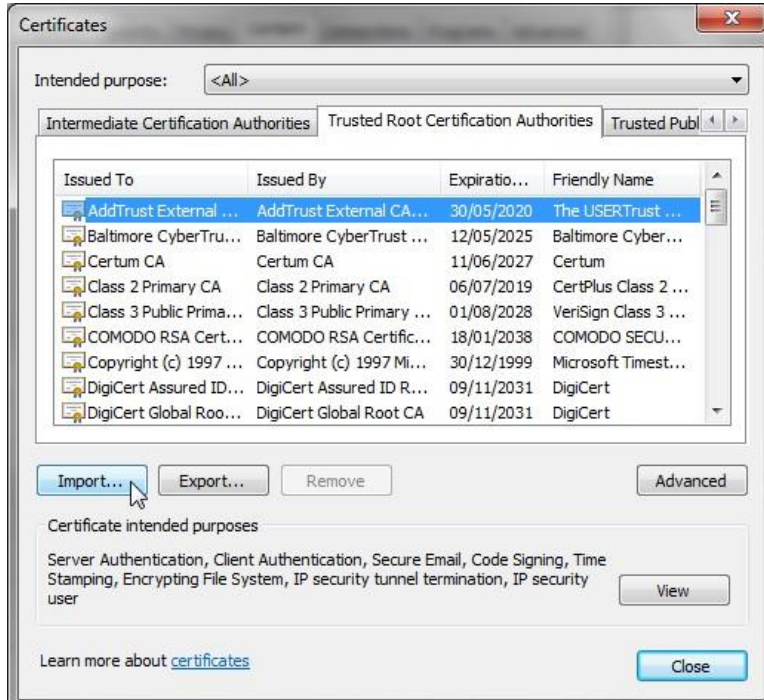 Certificates
Intended purpose: <All>
Intermediate Certification Authorities Trusted Root Certification Authorities Trusted Publ
Issued To Issued By Expiratio... Friendly Name
AddTrust External ... AddTrust External CA... 30/05/2020 The USERTrust ...
Baltimore CyberTru... Baltimore CyberTrust ... 12/05/2025 Baltimore Cyber...
Certum CA Certum CA 11/06/2027 Certum
Class 2 Primary CA Class 2 Primary CA 06/07/2019 CertPlus Class 2 ...
Class 3 Public Prima... Class 3 Public Primary ... 01/08/2028 VeriSign Class 3 ...
COMODO RSA Cert... COMODO RSA Certific... 18/01/2038 COMODO SECU...
Copyright (c) 1997 ... Copyright (c) 1997 Mi... 30/12/1999 Microsoft Timest...
DigiCert Assured ID... DigiCert Assured ID R... 09/11/2031 DigiCert
DigiCert Global Roo... DigiCert Global Root CA 09/11/2031 DigiCert
Import... Export... Remove Advanced
Certificate intended purposes
Server Authentication, Client Authentication, Secure Email, Code Signing, Time
Stamping, Encrypting File System, IP security tunnel termination, IP security
user
View
Learn more about certificates
Close